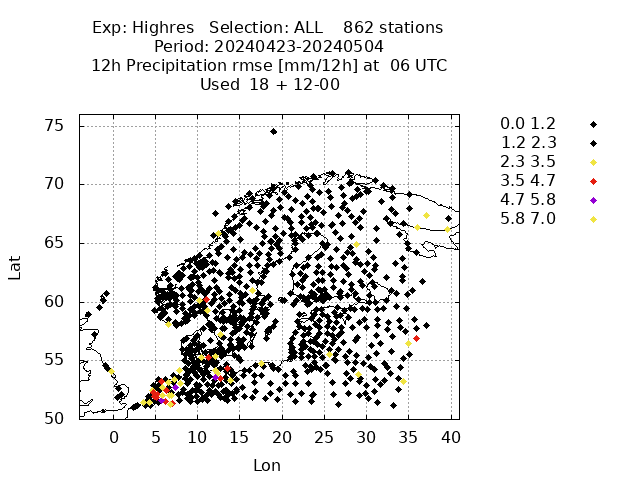 Exp: Highres   Selection: ALL    862 stations
Period: 20240423-20240504
12h Precipitation rmse [mm/12h] at  06 UTC
Used  18 + 12-00
75
70
65
60
55
50
Lat
0 5 10 15 20 25 30 35 40
Lon
0.0 1.2
1.2 2.3
2.3 3.5
3.5 4.7
4.7 5.8
5.8 7.0